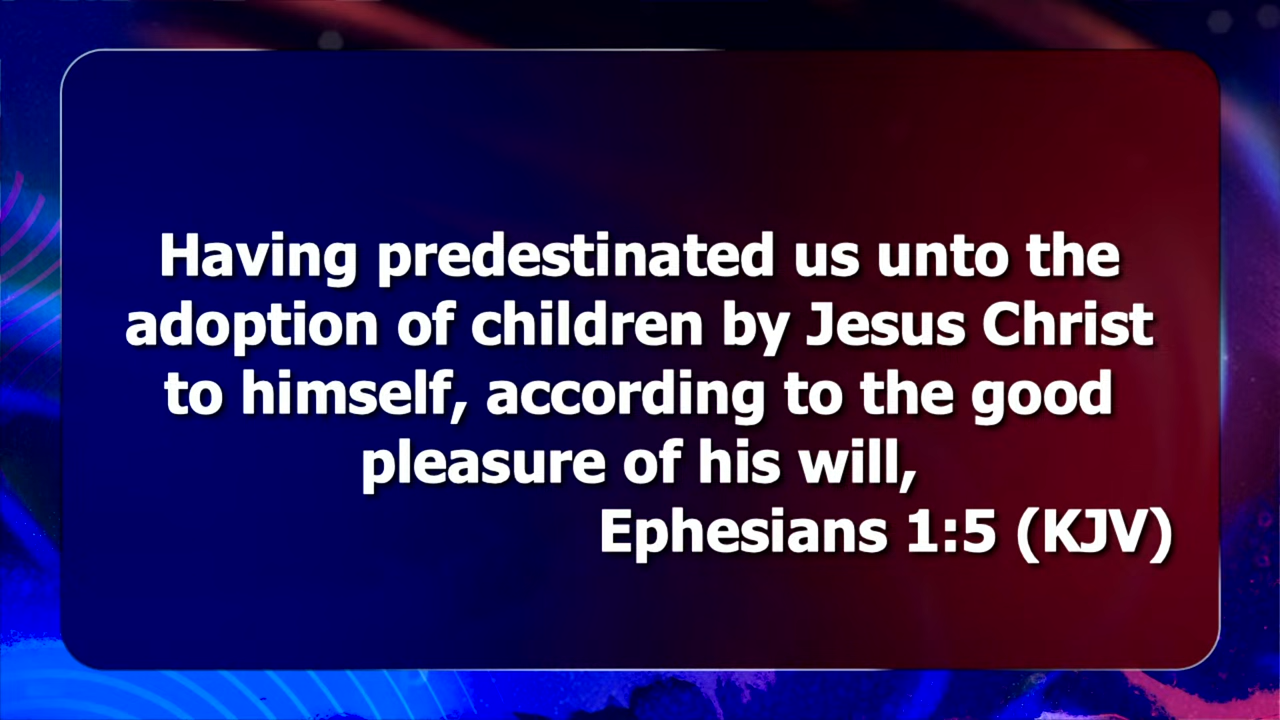 Having predestinated us unto the
adoption of children by Jesus Christ
to himself, according to the good
pleasure of his will,
Ephesians 1:5 (KJV)